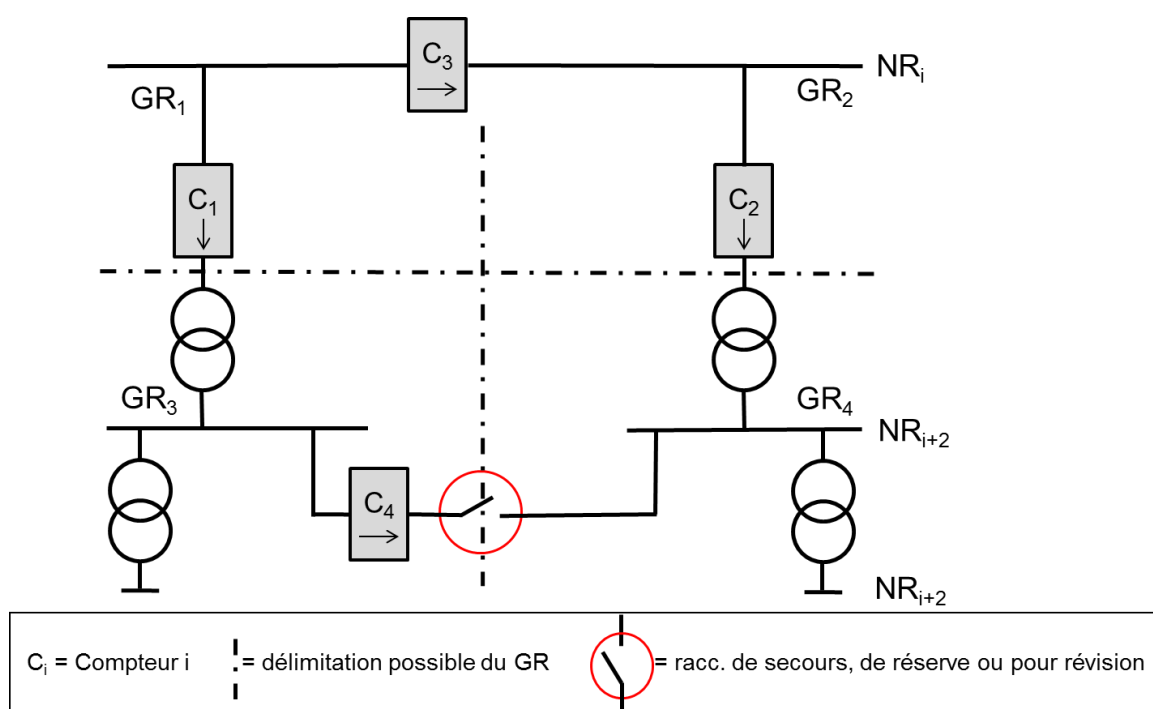 C₃
NRᵢ
GR₁
GR₂
C₁
C₂
GR₃
GR₄
NRᵢ₊₂
C₄
NRᵢ₊₂
Cᵢ = Compteur i
= délimitation possible du GR
= racc. de secours, de réserve ou pour révision